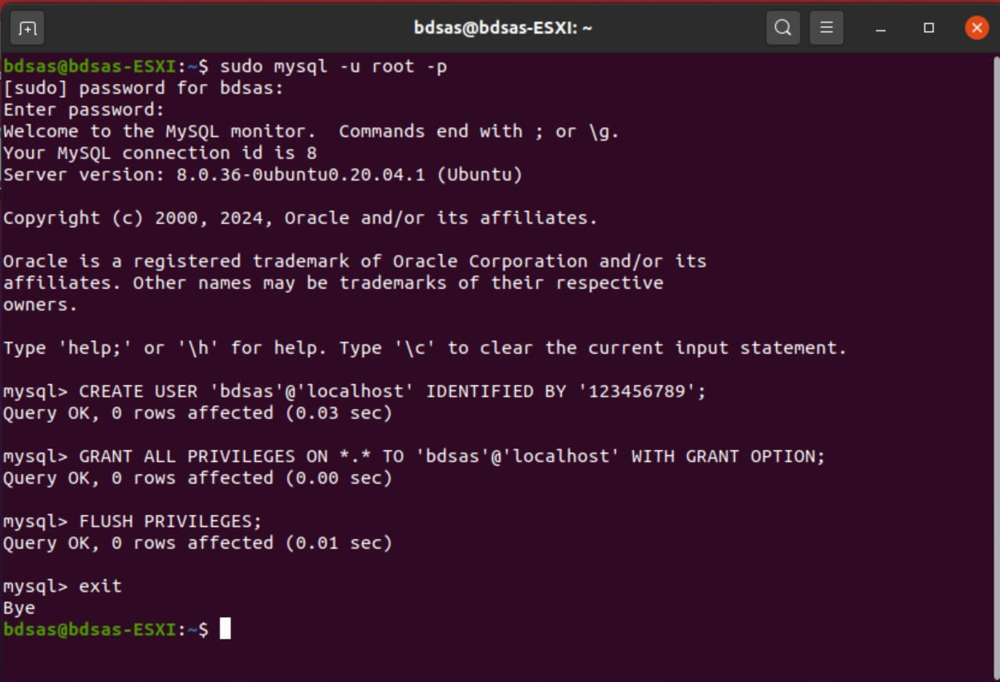 bdsas@bdsas-ESXI: ~
bdsas@bdsas-ESXI:~$ sudo mysql -u root -p
[sudo] password for bdsas:
Enter password:
Welcome to the MySQL monitor.  Commands end with ; or \g.
Your MySQL connection id is 8
Server version: 8.0.36-0ubuntu0.20.04.1 (Ubuntu)
Copyright (c) 2000, 2024, Oracle and/or its affiliates.
Oracle is a registered trademark of Oracle Corporation and/or its
affiliates. Other names may be trademarks of their respective
owners.
Type 'help;' or '\h' for help. Type '\c' to clear the current input statement.
mysql> CREATE USER 'bdsas'@'localhost' IDENTIFIED BY '123456789';
Query OK, 0 rows affected (0.03 sec)
mysql> GRANT ALL PRIVILEGES ON *.* TO 'bdsas'@'localhost' WITH GRANT OPTION;
Query OK, 0 rows affected (0.00 sec)
mysql> FLUSH PRIVILEGES;
Query OK, 0 rows affected (0.01 sec)
mysql> exit
Bye
bdsas@bdsas-ESXI:~$